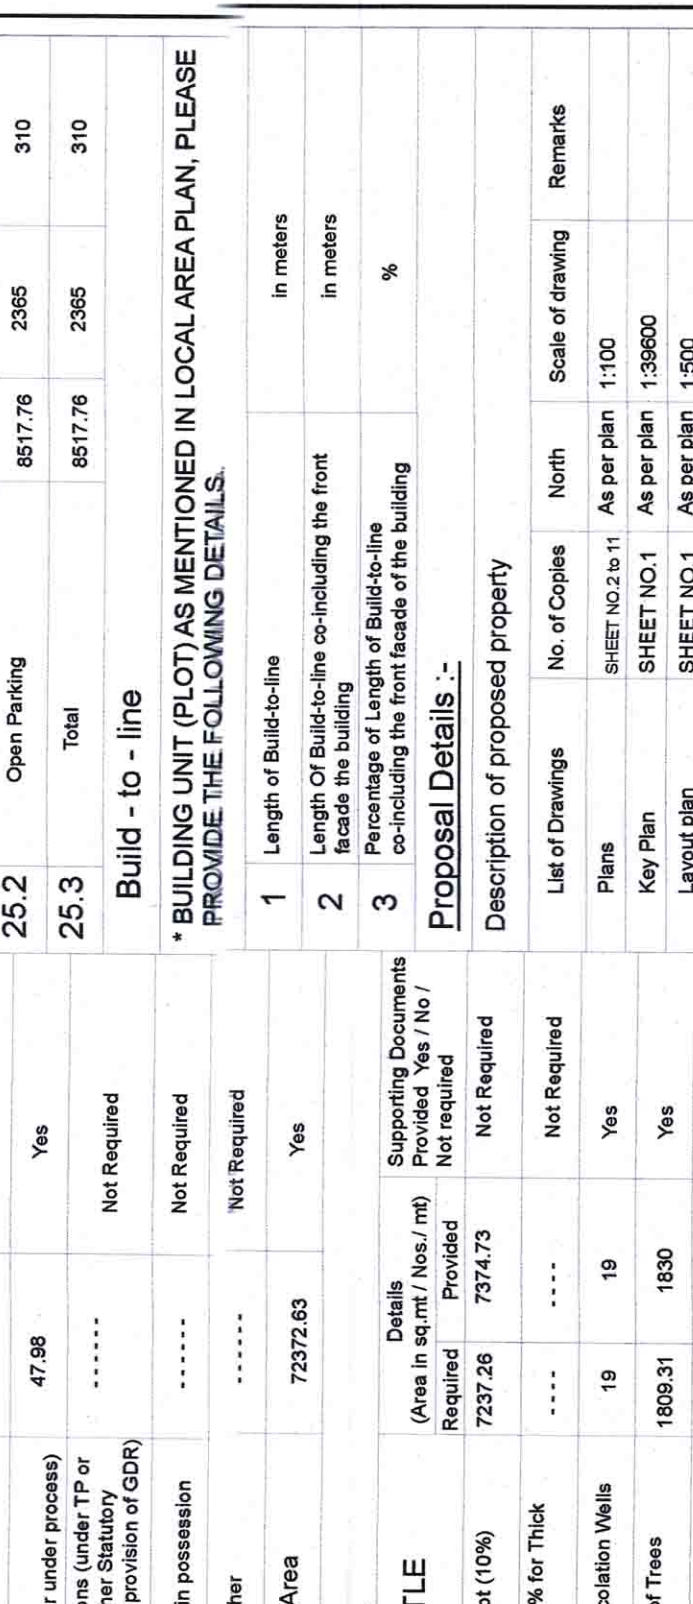 r under process) 47.98 Yes
ns (under TP or
er Statutory ------ Not Required
provision of GDR)
in possession ------ Not Required
her ------ Not Required
Area 72372.63 Yes
TLE Details Supporting Documents
(Area in sq.mt / Nos./ mt) Provided Yes / No /
Required Provided Not required
ot (10%) 7237.26 7374.73 Not Required
% for Thick ---- ---- Not Required
colation Wells 19 19 Yes
of Trees 1809.31 1830 Yes
25.2 Open Parking 8517.76 2365 310
25.3 Total 8517.76 2365 310
Build - to - line
* BUILDING UNIT (PLOT) AS MENTIONED IN LOCAL AREA PLAN, PLEASE
PROVIDE THE FOLLOWING DETAILS.
1 Length of Build-to-line in meters
2 Length Of Build-to-line co-including the front in meters
facade the building
3 Percentage of Length of Build-to-line %
co-including the front facade of the building
Proposal Details :-
Description of proposed property
List of Drawings No. of Copies North Scale of drawing Remarks
Plans SHEET NO.2 to 11 As per plan 1:100
Key Plan SHEET NO.1 As per plan 1:39600
Layout plan SHEET NO.1 As per plan 1:500